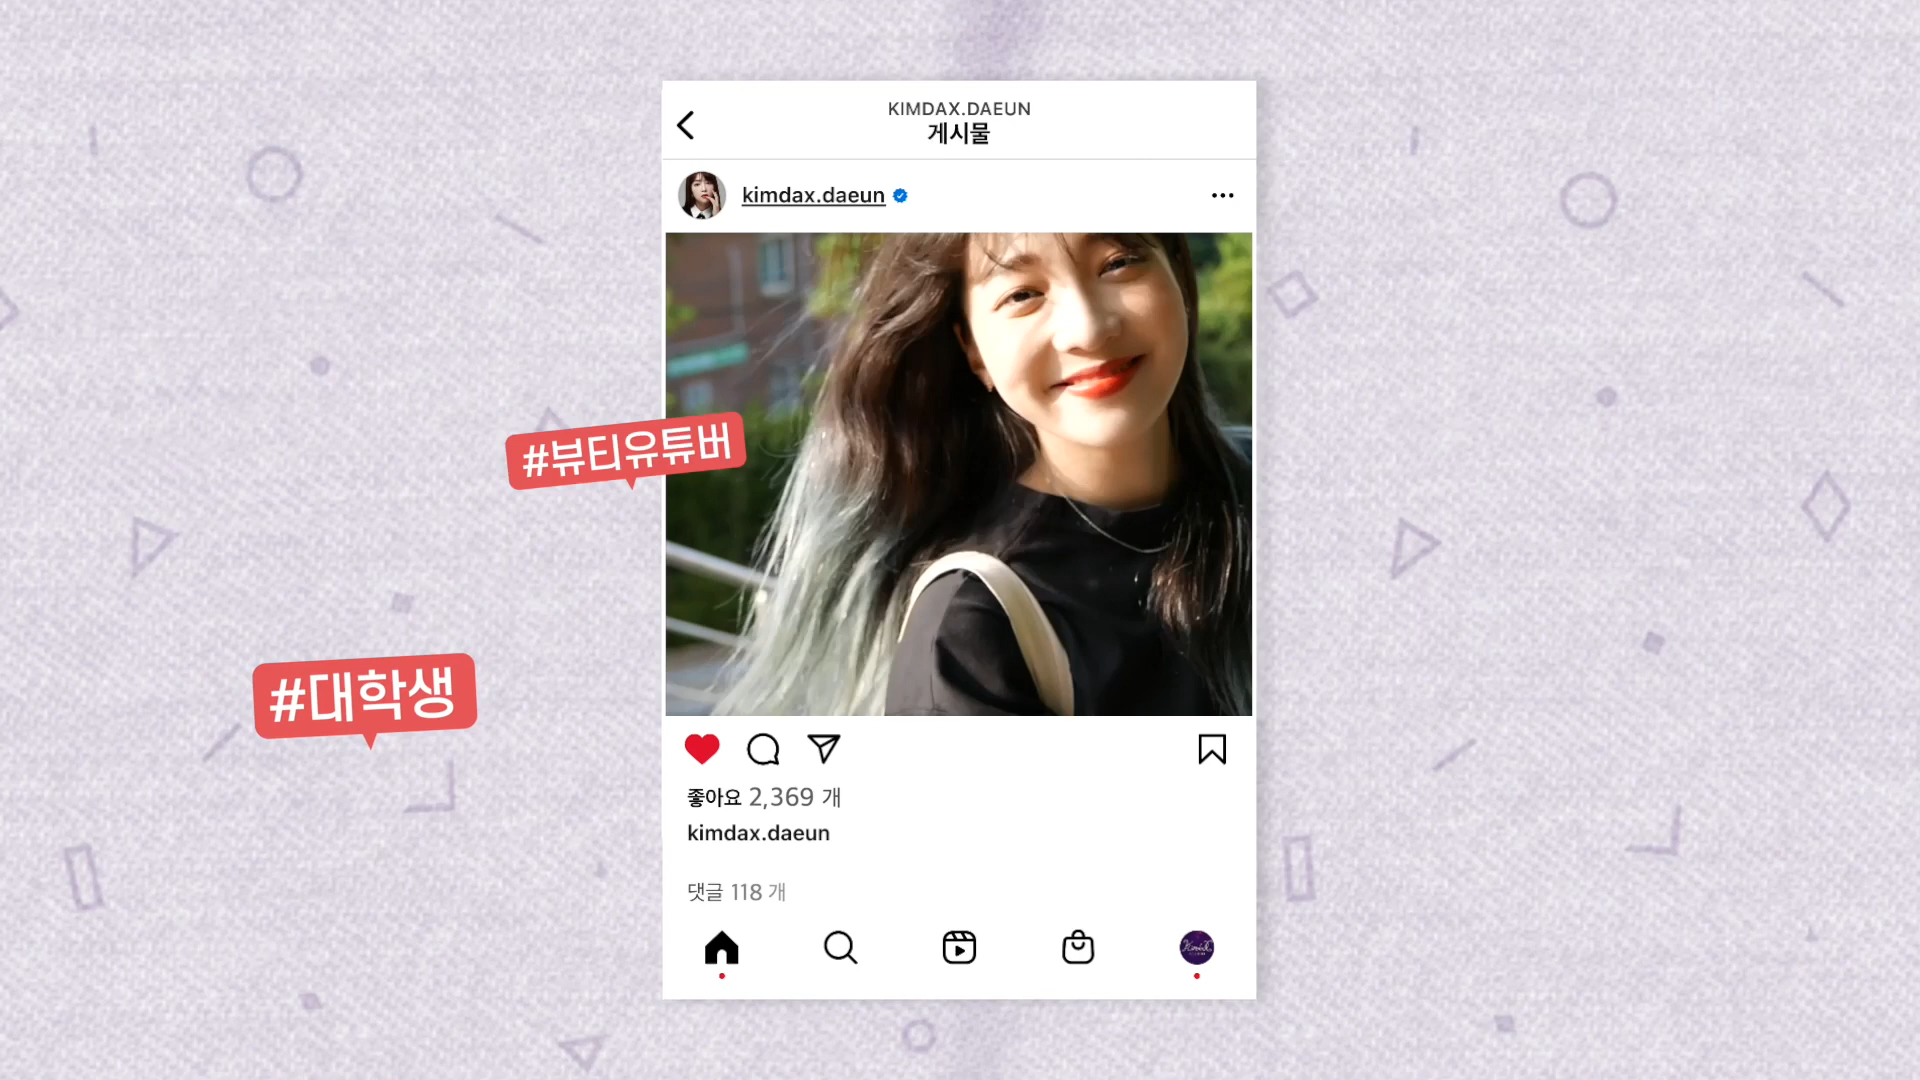 KIMDAX.DAEUN
게시물
kimdax.daeun
#뷰티유튜버
#대학생
좋아요 2,369 개
kimdax.daeun
댓글 118 개